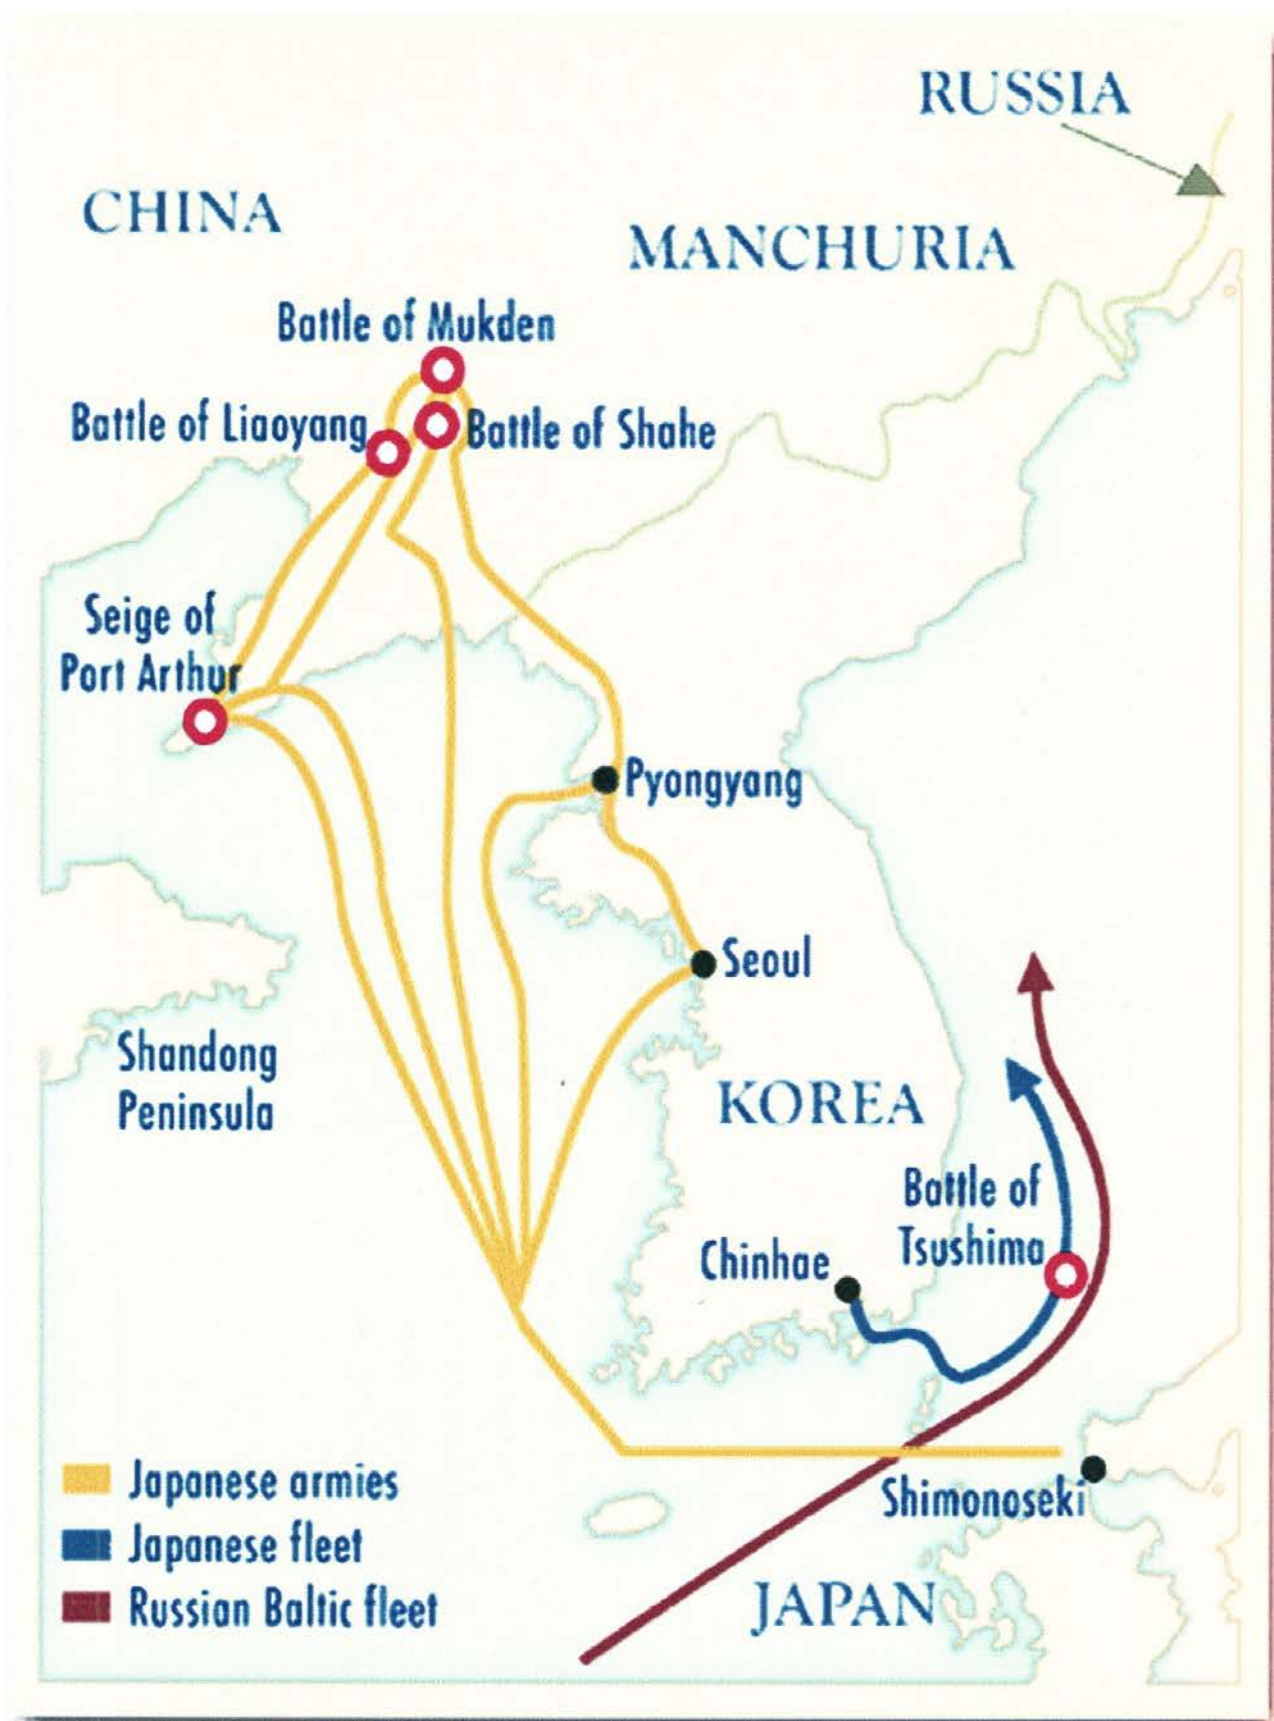 RUSSIA
CHINA
MANCHURIA
Battle of Mukden
Battle of Liaoyang
Battle of Shahe
Seige of
Port Arthur
Pyongyang
Seoul
Shandong
Peninsula
KOREA
Battle of
Tsushima
Chinhae
Japanese armies
Shimonoseki
Japanese fleet
JAPAN
Russian Baltic fleet